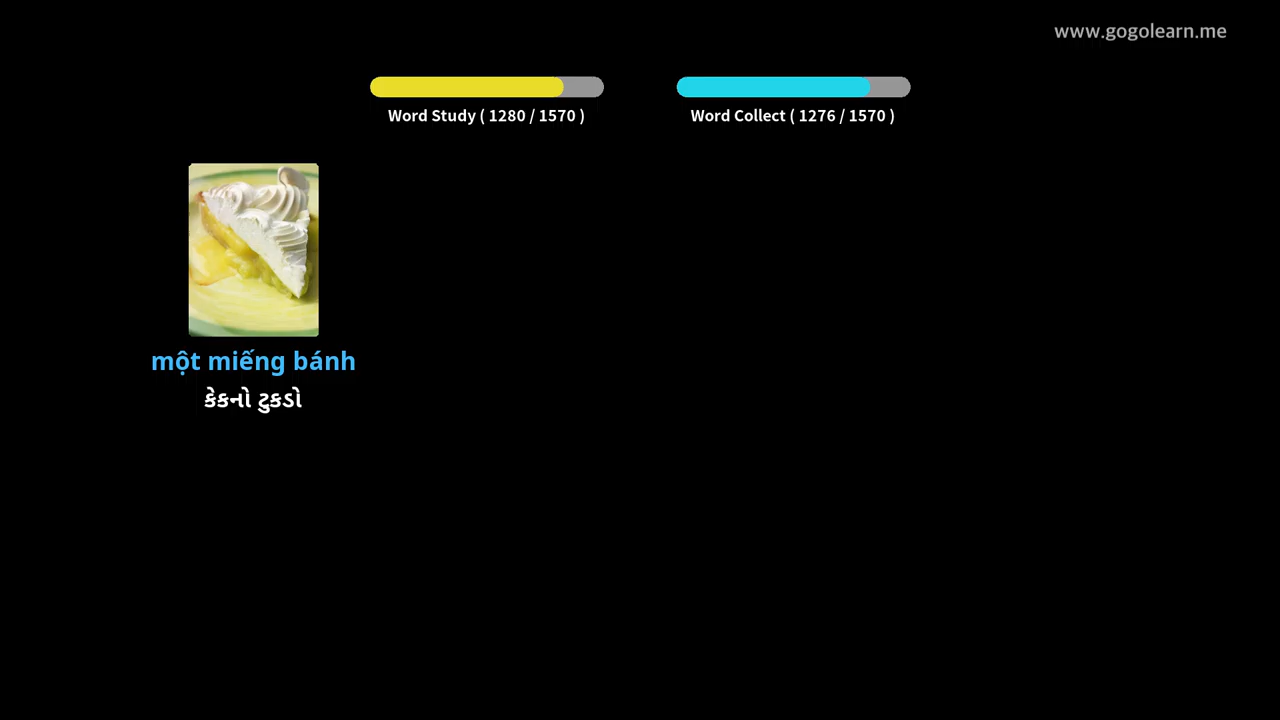 www.gogolearn.me
Word Study ( 1280 / 1570 )
Word Collect ( 1276 / 1570 )
một miếng bánh
કેકનો ટુકડો